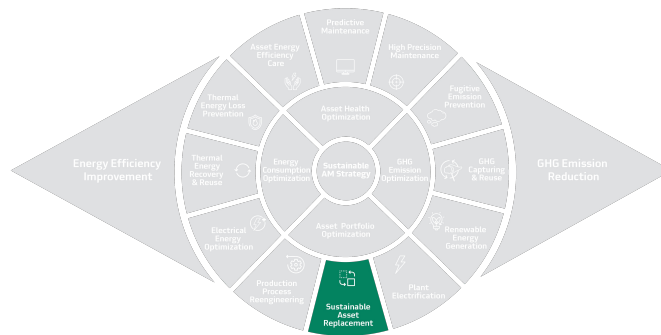 Predictive
Maintenance
Asset Energy
Efficiency
Care
High Precision
Maintenance
Thermal
Energy Loss
Prevention
Fugitive
Emission
Prevention
Asset Health
Optimization
Energy Efficiency
Improvement
Thermal
Energy
Recovery
& Reuse
Energy
Consumption
Optimization
Sustainable
AM Strategy
GHG
Emission
Optimization
GHG
Capturing
& Reuse
GHG Emission
Reduction
Electrical
Energy
Optimization
Asset Portfolio
Optimization
Renewable
Energy
Generation
Production
Process
Reengineering
Sustainable
Asset
Replacement
Plant
Electrification